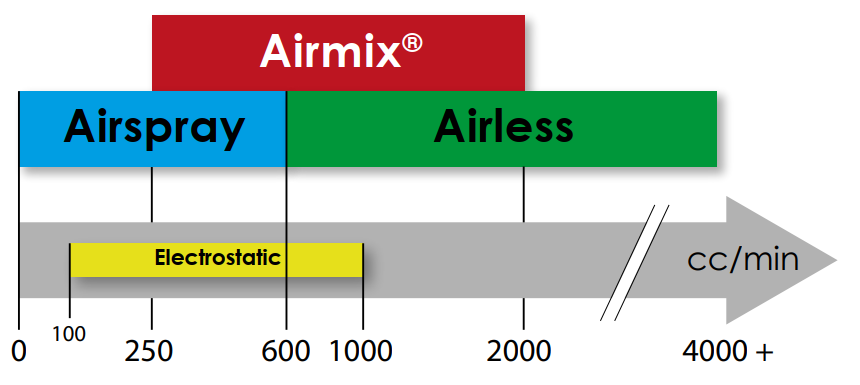 Airmix®
Airspray Airless
Electrostatic
cc/min
100
0 250 600 1000 2000 4000 +